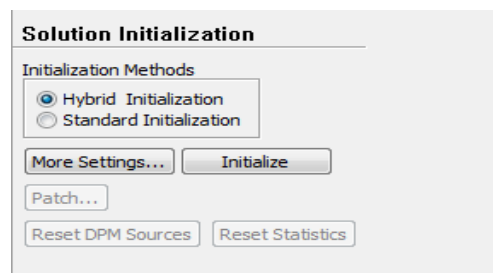 Solution Initialization
Initialization Methods
Hybrid Initialization
Standard Initialization
More Settings... Initialize
Patch...
Reset DPM Sources Reset Statistics